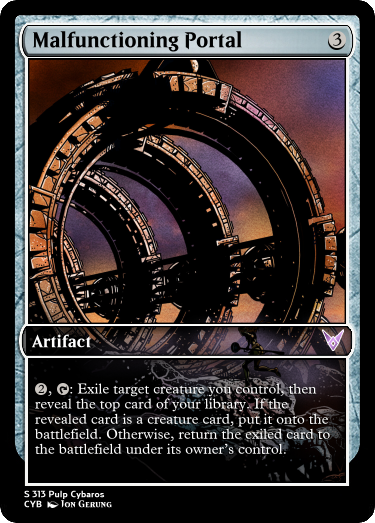 Malfunctioning Portal 3
Artifact
2, T: Exile target creature you control, then
reveal the top card of your library. If the
revealed card is a creature card, put it onto the
battlefield. Otherwise, return the exiled card to
the battlefield under its owner's control.
S 313 Pulp Cybaros
CYB Jon Gerung